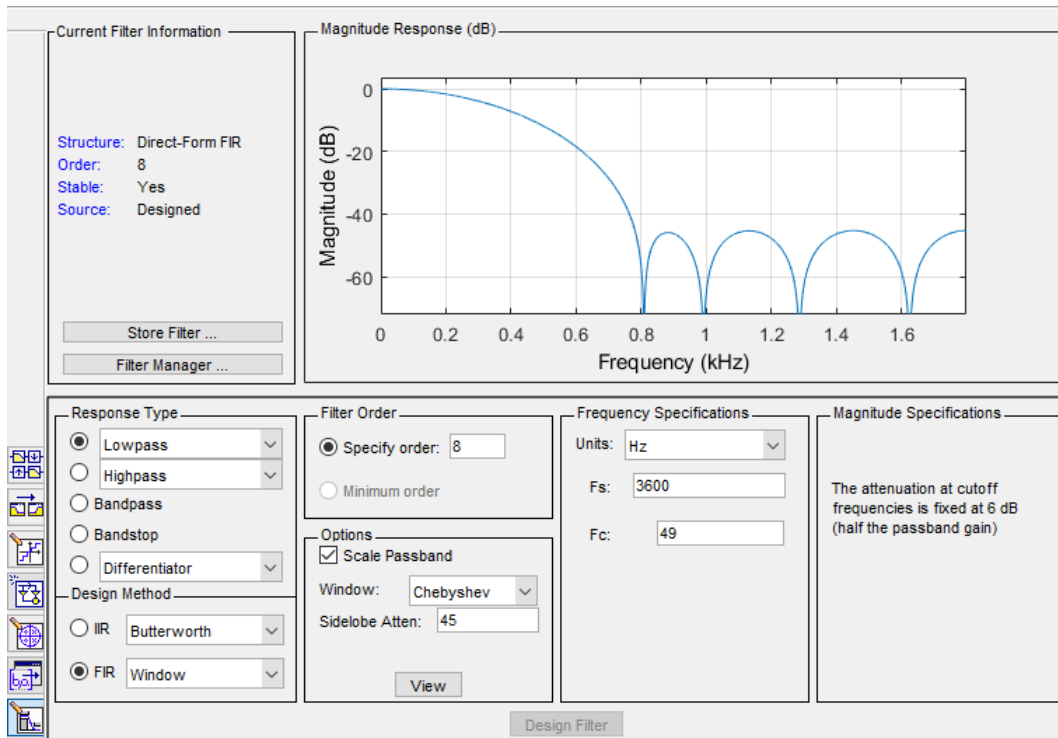 Current Filter Information
Structure: Direct-Form FIR
Order: 8
Stable: Yes
Source: Designed
Store Filter ...
Filter Manager ...
Magnitude Response (dB)
Magnitude (dB)
0
-20
-40
-60
0 0.2 0.4 0.6 0.8 1 1.2 1.4 1.6
Frequency (kHz)
Response Type
Lowpass
Highpass
Bandpass
Bandstop
Differentiator
Design Method
IIR Butterworth
FIR Window
Filter Order
Specify order: 8
Minimum order
Options
Scale Passband
Window: Chebyshev
Sidelobe Atten: 45
View
Frequency Specifications
Units: Hz
Fs: 3600
Fc: 49
Magnitude Specifications
The attenuation at cutoff
frequencies is fixed at 6 dB
(half the passband gain)
Design Filter